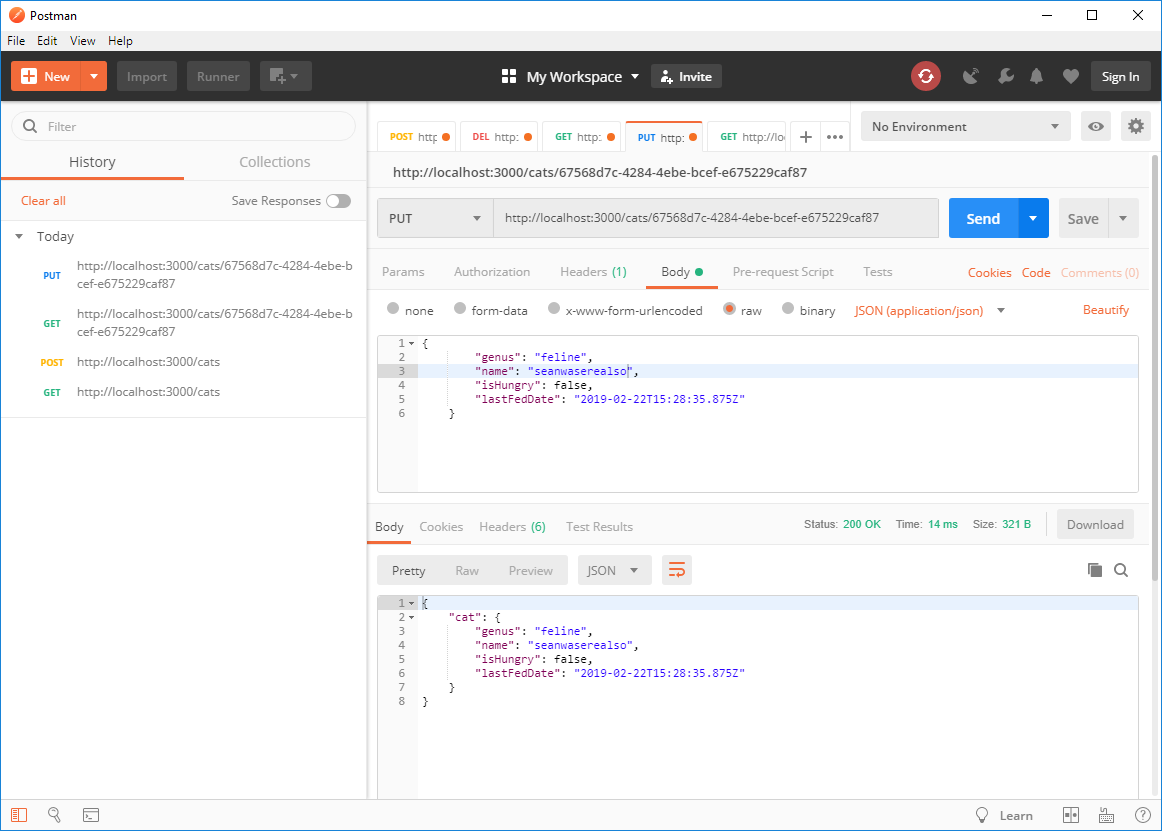 Postman
File Edit View Help
New Import Runner My Workspace Invite Sign In
Filter
History Collections
Clear all Save Responses
Today
PUT http://localhost:3000/cats/67568d7c-4284-4ebe-b
cef-e675229caf87
GET http://localhost:3000/cats/67568d7c-4284-4ebe-b
cef-e675229caf87
POST http://localhost:3000/cats
GET http://localhost:3000/cats
POST http DEL http: GET http: PUT http: GET http://loc + ••• No Environment
http://localhost:3000/cats/67568d7c-4284-4ebe-bcef-e675229caf87
PUT http://localhost:3000/cats/67568d7c-4284-4ebe-bcef-e675229caf87 Send Save
Params Authorization Headers (1) Body Pre-request Script Tests Cookies Code Comments (0)
none form-data x-www-form-urlencoded raw binary JSON (application/json) Beautify
1 {
2 "genus": "feline",
3 "name": "seanwaserealso",
4 "isHungry": false,
5 "lastFedDate": "2019-02-22T15:28:35.875Z"
6 }
Body Cookies Headers (6) Test Results Status: 200 OK Time: 14 ms Size: 321 B Download
Pretty Raw Preview JSON
1 {
2 "cat": {
3 "genus": "feline",
4 "name": "seanwaserealso",
5 "isHungry": false,
6 "lastFedDate": "2019-02-22T15:28:35.875Z"
7 }
8 }
Learn ?